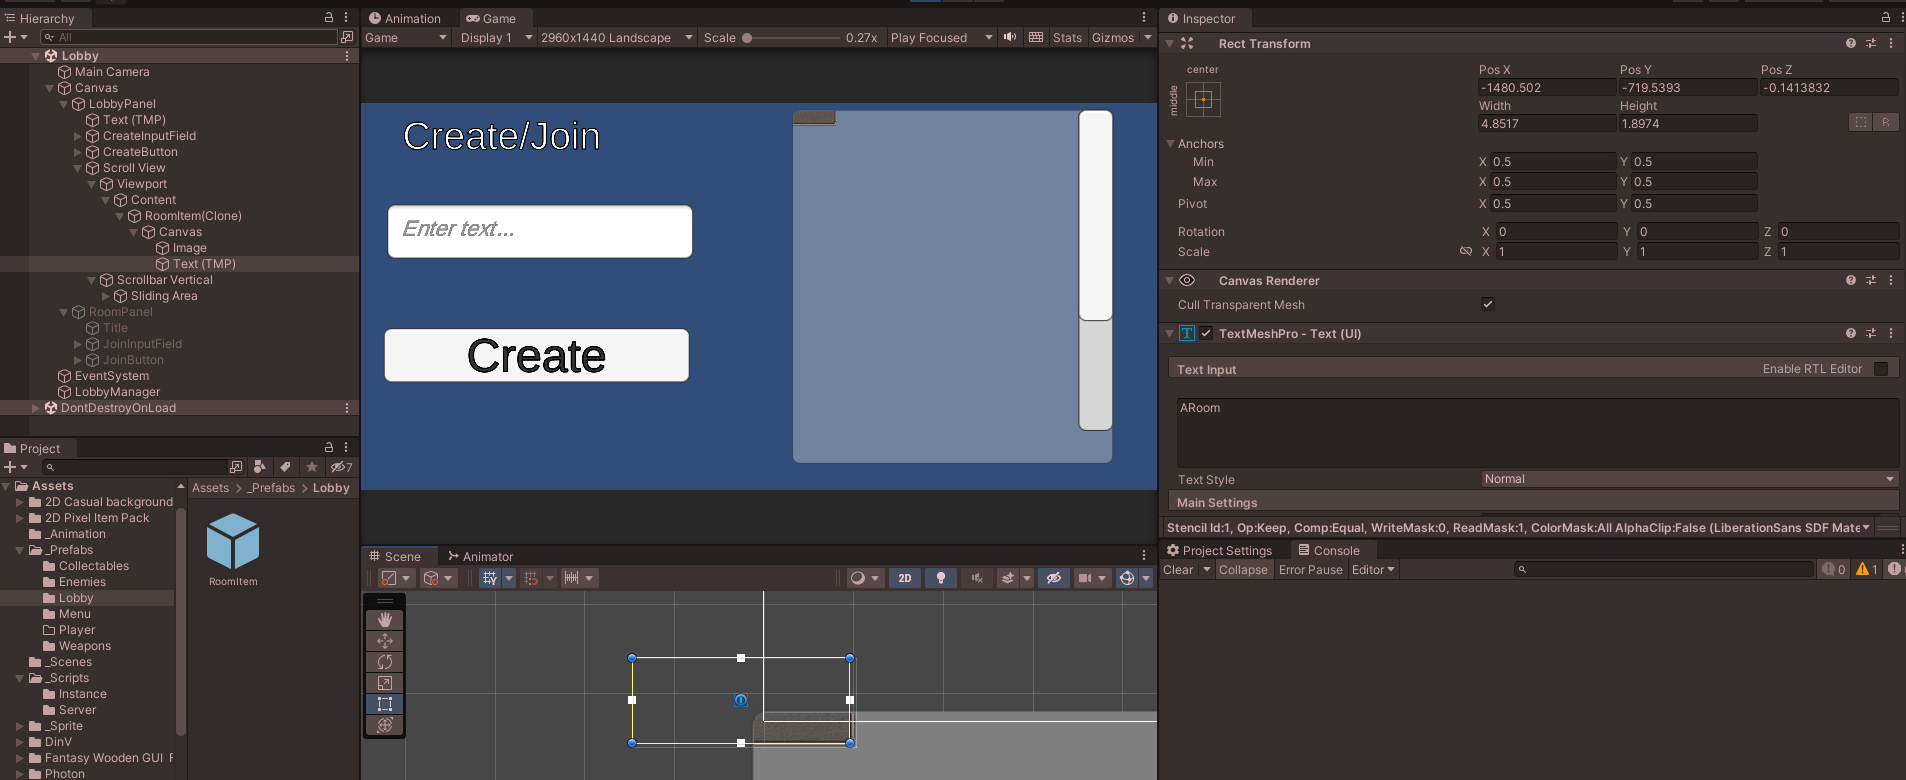 Hierarchy
All
Lobby
Main Camera
Canvas
LobbyPanel
Text (TMP)
CreateInputField
CreateButton
Scroll View
Viewport
Content
RoomItem(Clone)
Canvas
Image
Text (TMP)
Scrollbar Vertical
Sliding Area
RoomPanel
Title
JoinInputField
JoinButton
EventSystem
LobbyManager
DontDestroyOnLoad
Project
7
Assets
2D Casual background
2D Pixel Item Pack
_Animation
_Prefabs
Collectables
Enemies
Lobby
Menu
Player
Weapons
_Scenes
_Scripts
Instance
Server
_Sprite
DinV
Fantasy Wooden GUI F
Photon
Assets > _Prefabs > Lobby
RoomItem
Animation Game
Game Display 1 2960x1440 Landscape Scale 0.27x Play Focused Stats Gizmos
Create/Join
Enter text...
Create
Scene Animator
2D
Inspector
Rect Transform
center
middle
Pos X Pos Y Pos Z
-1480.502 -719.5393 -0.1413832
Width Height
4.8517 1.8974
R
Anchors
Min X 0.5 Y 0.5
Max X 0.5 Y 0.5
Pivot X 0.5 Y 0.5
Rotation X 0 Y 0 Z 0
Scale X 1 Y 1 Z 1
Canvas Renderer
Cull Transparent Mesh
T TextMeshPro - Text (UI)
Text Input Enable RTL Editor
ARoom
Text Style Normal
Main Settings
Stencil Id:1, Op:Keep, Comp:Equal, WriteMask:0, ReadMask:1, ColorMask:All AlphaClip:False (LiberationSans SDF Mate
Project Settings Console
Clear Collapse Error Pause Editor 0 1